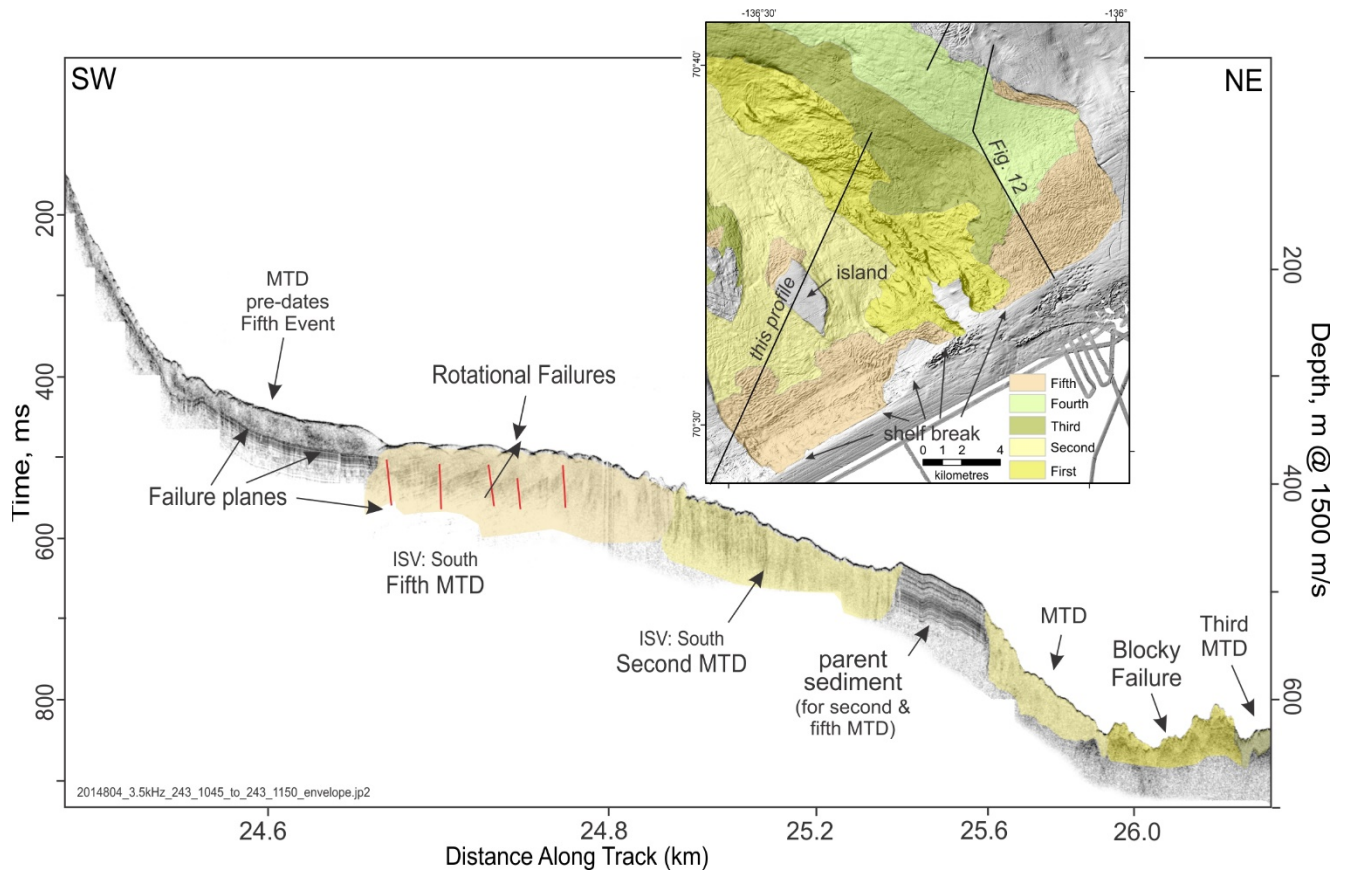 SW
NE
-136°30'
-136°
70°40'
70°30'
Fig. 12
this profile
island
shelf break
0 1 2 4
kilometres
Fifth
Fourth
Third
Second
First
Time, ms
200
400
600
800
Depth, m @ 1500 m/s
200
400
600
MTD
pre-dates
Fifth Event
Rotational Failures
Failure planes
ISV: South
Fifth MTD
ISV: South
Second MTD
parent
sediment
(for second &
fifth MTD)
MTD
Blocky
Failure
Third
MTD
2014804_3.5kHz_243_1045_to_243_1150_envelope.jp2
24.6
24.8
25.2
25.6
26.0
Distance Along Track (km)